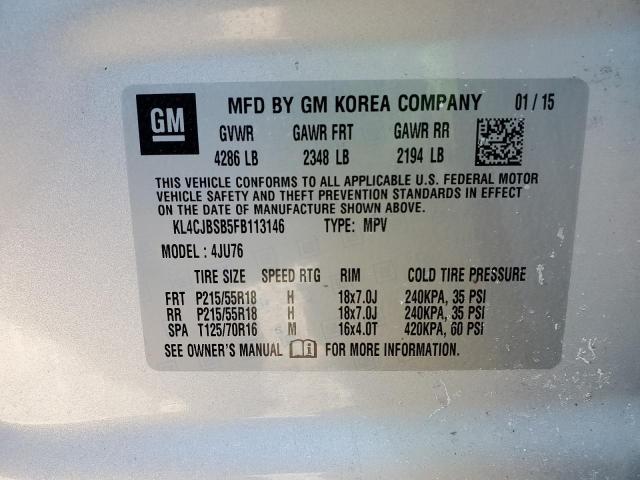 GM MFD BY GM KOREA COMPANY 01 / 15
GVWR GAWR FRT GAWR RR
4286 LB 2348 LB 2194 LB
THIS VEHICLE CONFORMS TO ALL APPLICABLE U.S. FEDERAL MOTOR
VEHICLE SAFETY AND THEFT PREVENTION STANDARDS IN EFFECT
ON THE DATE OF MANUFACTURE SHOWN ABOVE.
KL4CJBSB5FB113146 TYPE: MPV
MODEL : 4JU76
TIRE SIZE SPEED RTG RIM COLD TIRE PRESSURE
FRT P215/55R18 H 18x7.0J 240KPA, 35 PSI
RR P215/55R18 H 18x7.0J 240KPA, 35 PSI
SPA T125/70R16 M 16x4.0T 420KPA, 60 PSI
SEE OWNER'S MANUAL FOR MORE INFORMATION.